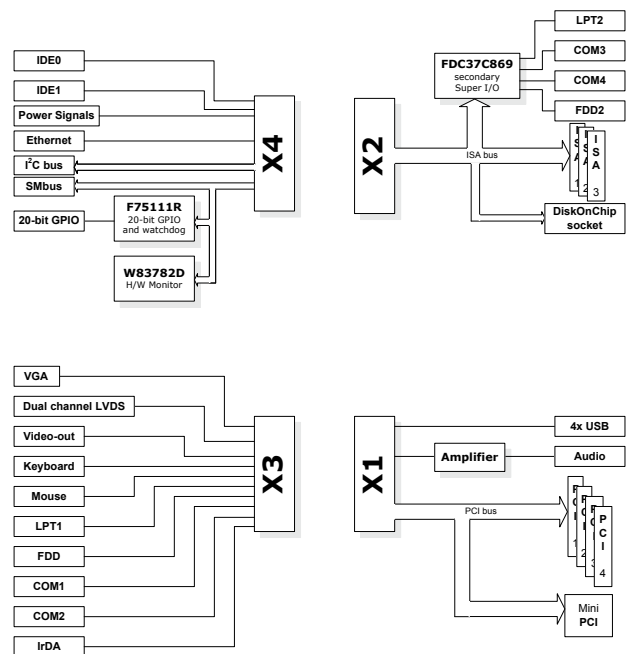 IDE0
IDE1
Power Signals
Ethernet
I²C bus
SMbus
20-bit GPIO
F75111R
20-bit GPIO
and watchdog
W83782D
H/W Monitor
X4
X2
FDC37C869
secondary
Super I/O
LPT2
COM3
COM4
FDD2
ISA bus
I
S
A
1
I
S
A
2
I
S
A
3
DiskOnChip
socket
VGA
Dual channel LVDS
Video-out
Keyboard
Mouse
LPT1
FDD
COM1
COM2
IrDA
X3
X1
4x USB
Amplifier
Audio
PCI bus
P
C
I
1
P
C
I
2
P
C
I
3
P
C
I
4
Mini
PCI